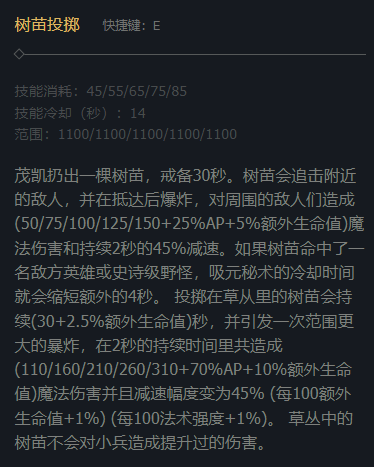 树苗投掷 快捷键：E
技能消耗：45/55/65/75/85
技能冷却（秒）：14
范围：1100/1100/1100/1100/1100
茂凯扔出一棵树苗，戒备30秒。树苗会追击附近
的敌人，并在抵达后爆炸，对周围的敌人们造成
(50/75/100/125/150+25%AP+5%额外生命值)魔
法伤害和持续2秒的45%减速。如果树苗命中了一
名敌方英雄或史诗级野怪，吸元秘术的冷却时间
就会缩短额外的4秒。 投掷在草丛里的树苗会持
续(30+2.5%额外生命值)秒，并引发一次范围更
大的爆炸，在2秒的持续时间里共造成
(110/160/210/260/310+70%AP+10%额外生命
值)魔法伤害并且减速幅度变为45% (每100额外
生命值+1%) (每100法术强度+1%)。 草丛中的
树苗不会对小兵造成提升过的伤害。